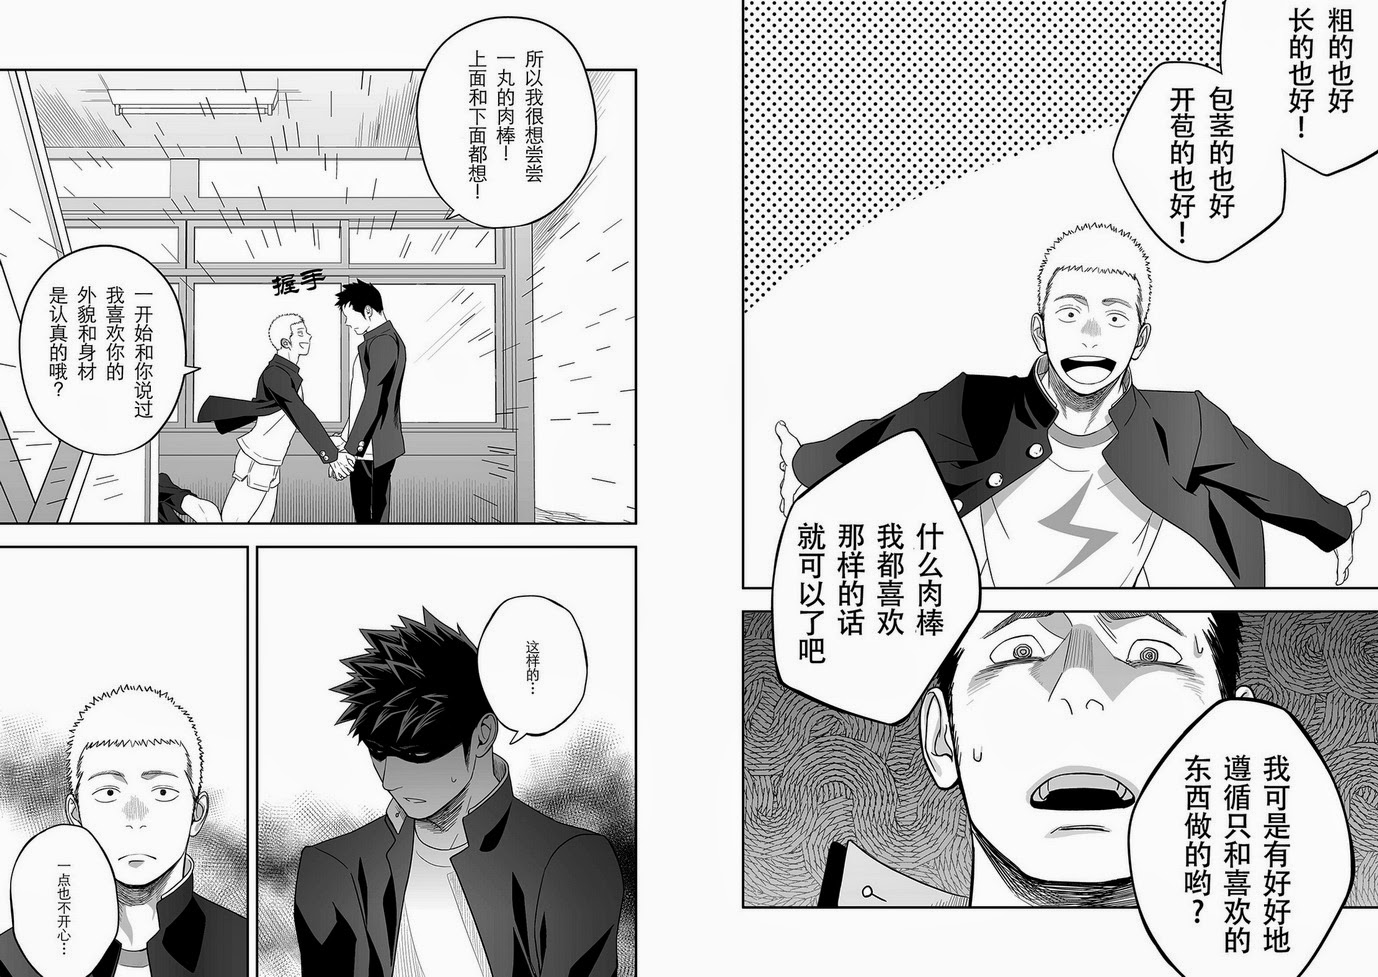 粗的也好
长的也好！
包茎的也好
开苞的也好！
什么肉棒
我都喜欢
那样的话
就可以了吧
我可是有好好地
遵循只和喜欢的
东西做的哟？
所以我很想尝尝
一丸的肉棒！
上面和下面都想！
握手
一开始和你说过
我喜欢你的
外貌和身材
是认真的哦？
这样的…
一点也不开心…